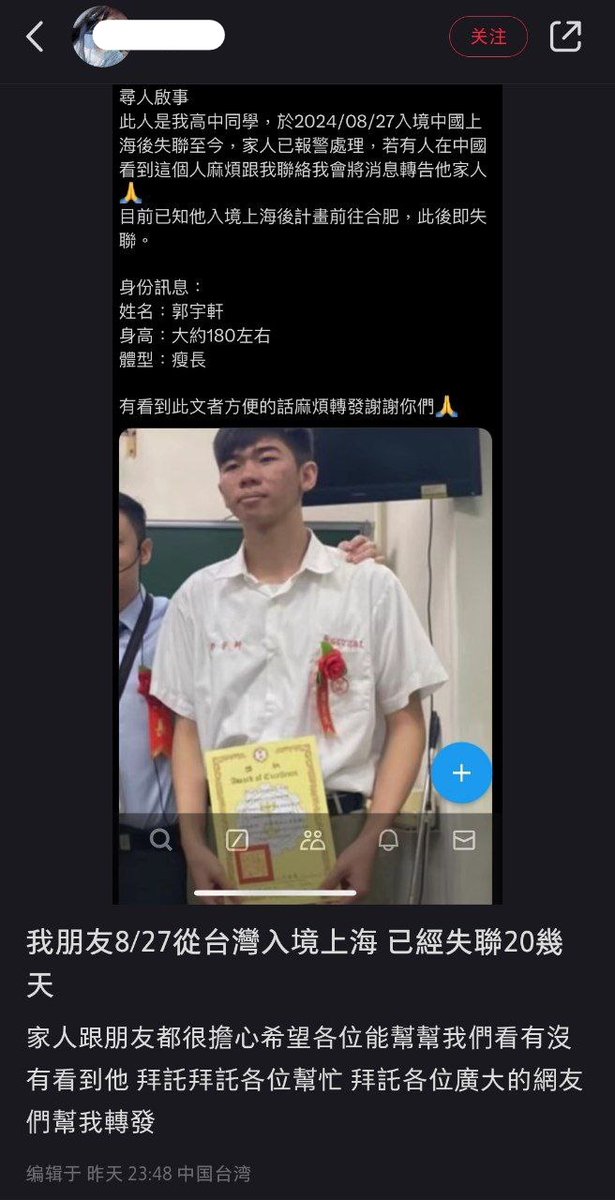 关注
尋人啟事
此人是我高中同學，於2024/08/27入境中國上
海後失聯至今，家人已報警處理，若有人在中國
看到這個人麻煩跟我聯絡我會將消息轉告他家人
🙏
目前已知他入境上海後計畫前往合肥，此後即失
聯。
身份訊息：
姓名：郭宇軒
身高：大約180左右
體型：瘦長
有看到此文者方便的話麻煩轉發謝謝你們🙏
Award of Excellence
我朋友8/27從台灣入境上海 已經失聯20幾
天
家人跟朋友都很擔心希望各位能幫幫我們看有沒
有看到他 拜託拜託各位幫忙 拜託各位廣大的網友
們幫我轉發
编辑于 昨天 23:48 中国台湾